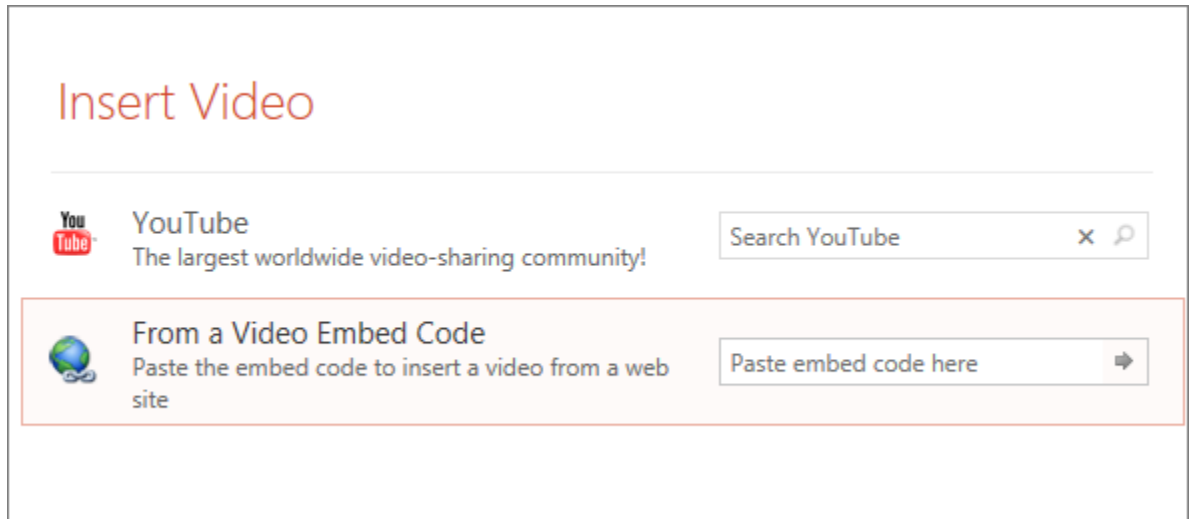 Insert Video
You
Tube
YouTube
The largest worldwide video-sharing community!
Search YouTube
From a Video Embed Code
Paste the embed code to insert a video from a web
site
Paste embed code here